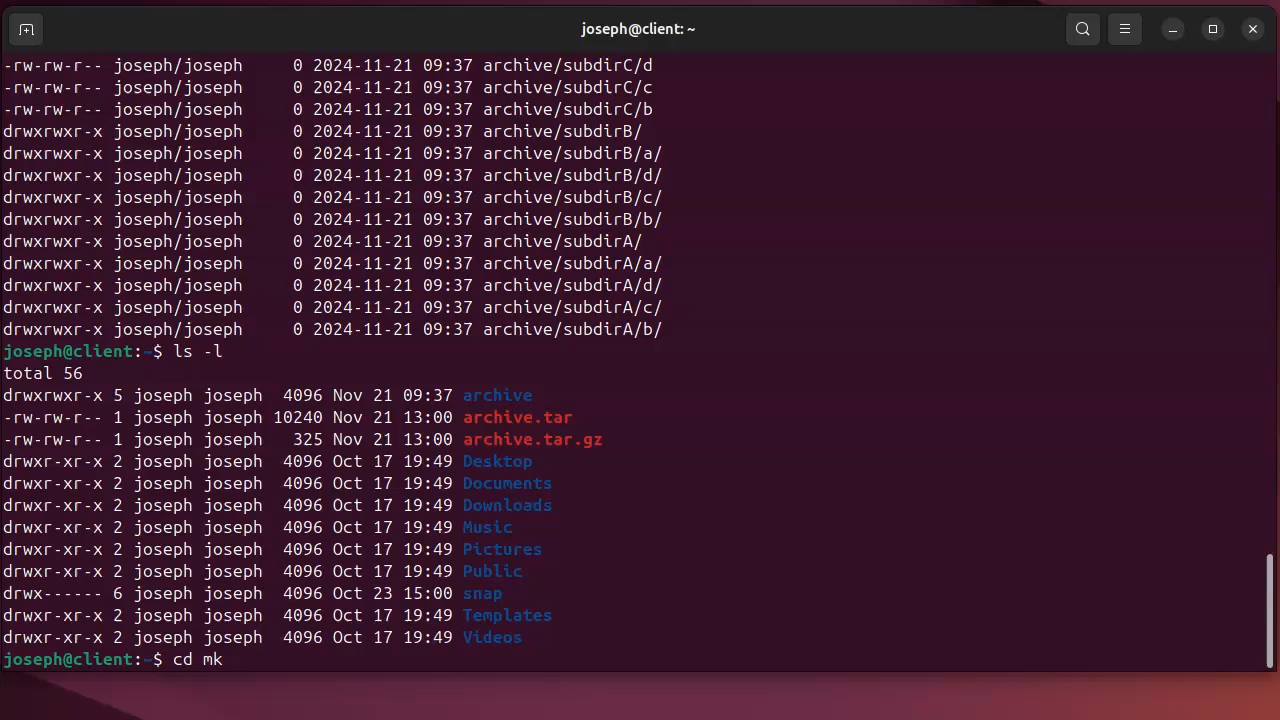 joseph@client: ~
-rw-rw-r-- joseph/joseph     0 2024-11-21 09:37 archive/subdirC/d
-rw-rw-r-- joseph/joseph     0 2024-11-21 09:37 archive/subdirC/c
-rw-rw-r-- joseph/joseph     0 2024-11-21 09:37 archive/subdirC/b
drwxrwxr-x joseph/joseph     0 2024-11-21 09:37 archive/subdirB/
drwxrwxr-x joseph/joseph     0 2024-11-21 09:37 archive/subdirB/a/
drwxrwxr-x joseph/joseph     0 2024-11-21 09:37 archive/subdirB/d/
drwxrwxr-x joseph/joseph     0 2024-11-21 09:37 archive/subdirB/c/
drwxrwxr-x joseph/joseph     0 2024-11-21 09:37 archive/subdirB/b/
drwxrwxr-x joseph/joseph     0 2024-11-21 09:37 archive/subdirA/
drwxrwxr-x joseph/joseph     0 2024-11-21 09:37 archive/subdirA/a/
drwxrwxr-x joseph/joseph     0 2024-11-21 09:37 archive/subdirA/d/
drwxrwxr-x joseph/joseph     0 2024-11-21 09:37 archive/subdirA/c/
drwxrwxr-x joseph/joseph     0 2024-11-21 09:37 archive/subdirA/b/
joseph@client:~$ ls -l
total 56
drwxrwxr-x 5 joseph joseph  4096 Nov 21 09:37 archive
-rw-rw-r-- 1 joseph joseph 10240 Nov 21 13:00 archive.tar
-rw-rw-r-- 1 joseph joseph   325 Nov 21 13:00 archive.tar.gz
drwxr-xr-x 2 joseph joseph  4096 Oct 17 19:49 Desktop
drwxr-xr-x 2 joseph joseph  4096 Oct 17 19:49 Documents
drwxr-xr-x 2 joseph joseph  4096 Oct 17 19:49 Downloads
drwxr-xr-x 2 joseph joseph  4096 Oct 17 19:49 Music
drwxr-xr-x 2 joseph joseph  4096 Oct 17 19:49 Pictures
drwxr-xr-x 2 joseph joseph  4096 Oct 17 19:49 Public
drwx------ 6 joseph joseph  4096 Oct 23 15:00 snap
drwxr-xr-x 2 joseph joseph  4096 Oct 17 19:49 Templates
drwxr-xr-x 2 joseph joseph  4096 Oct 17 19:49 Videos
joseph@client:~$ cd mk